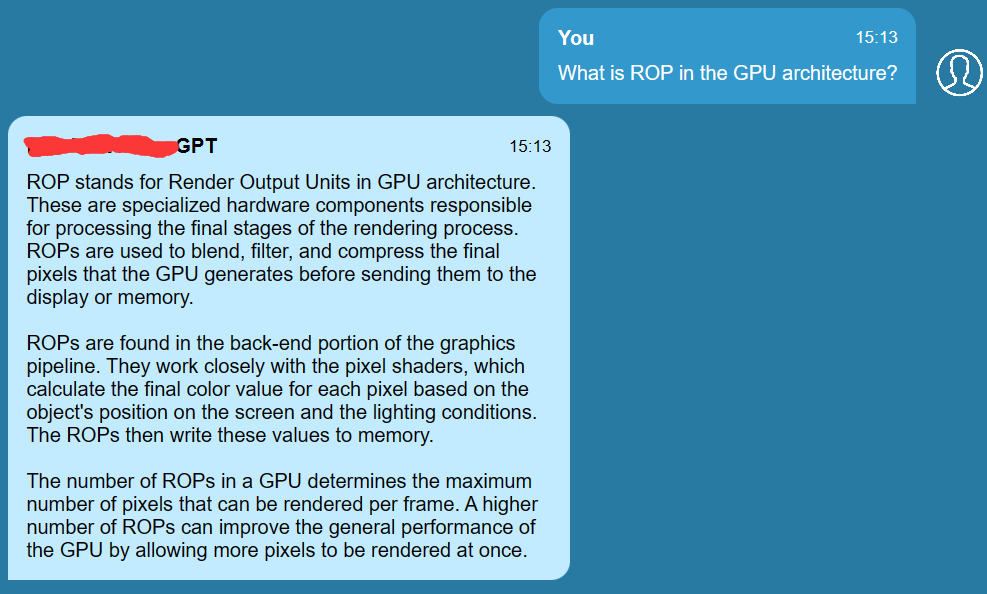 You 15:13
What is ROP in the GPU architecture?
GPT 15:13
ROP stands for Render Output Units in GPU architecture.
These are specialized hardware components responsible
for processing the final stages of the rendering process.
ROPs are used to blend, filter, and compress the final
pixels that the GPU generates before sending them to the
display or memory.
ROPs are found in the back-end portion of the graphics
pipeline. They work closely with the pixel shaders, which
calculate the final color value for each pixel based on the
object's position on the screen and the lighting conditions.
The ROPs then write these values to memory.
The number of ROPs in a GPU determines the maximum
number of pixels that can be rendered per frame. A higher
number of ROPs can improve the general performance of
the GPU by allowing more pixels to be rendered at once.